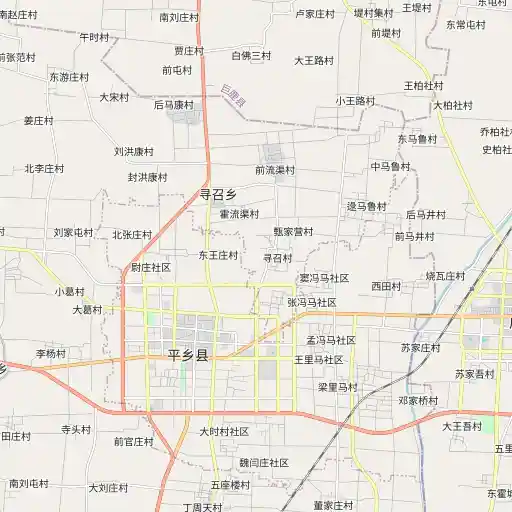 南赵庄村
南刘庄村
卢家庄村
堤村集村
王堤村
东屯村
东常屯村
前堤村
午时村
贾庄村
白佛三村
前张范村
前屯村
大王路村
东游庄村
王柏社村
大宋村
后马康村
巨鹿县
小王路村
大柏社村
姜庄村
东马鲁村
乔柏社村
史柏社村
刘洪康村
北李庄村
封洪康村
前流渠村
中马鲁村
寻召乡
霍流渠村
逯马鲁村
后马井村
刘家屯村
北张庄村
甄家营村
前马井村
东王庄村
寻召村
尉庄社区
窦冯马社区
烧瓦庄村
西田村
小葛村
大葛村
张冯马社区
孟冯马社区
苏家庄村
李杨村
平乡县
王里马社区
乡
苏家吾村
梁里马村
邓家桥村
寺头村
大时村社区
大王吾村
田庄村
前官庄村
五里
魏闫庄社区
南刘屯村
大刘庄村
五座楼村
东霍城
丁周天村
董家庄村